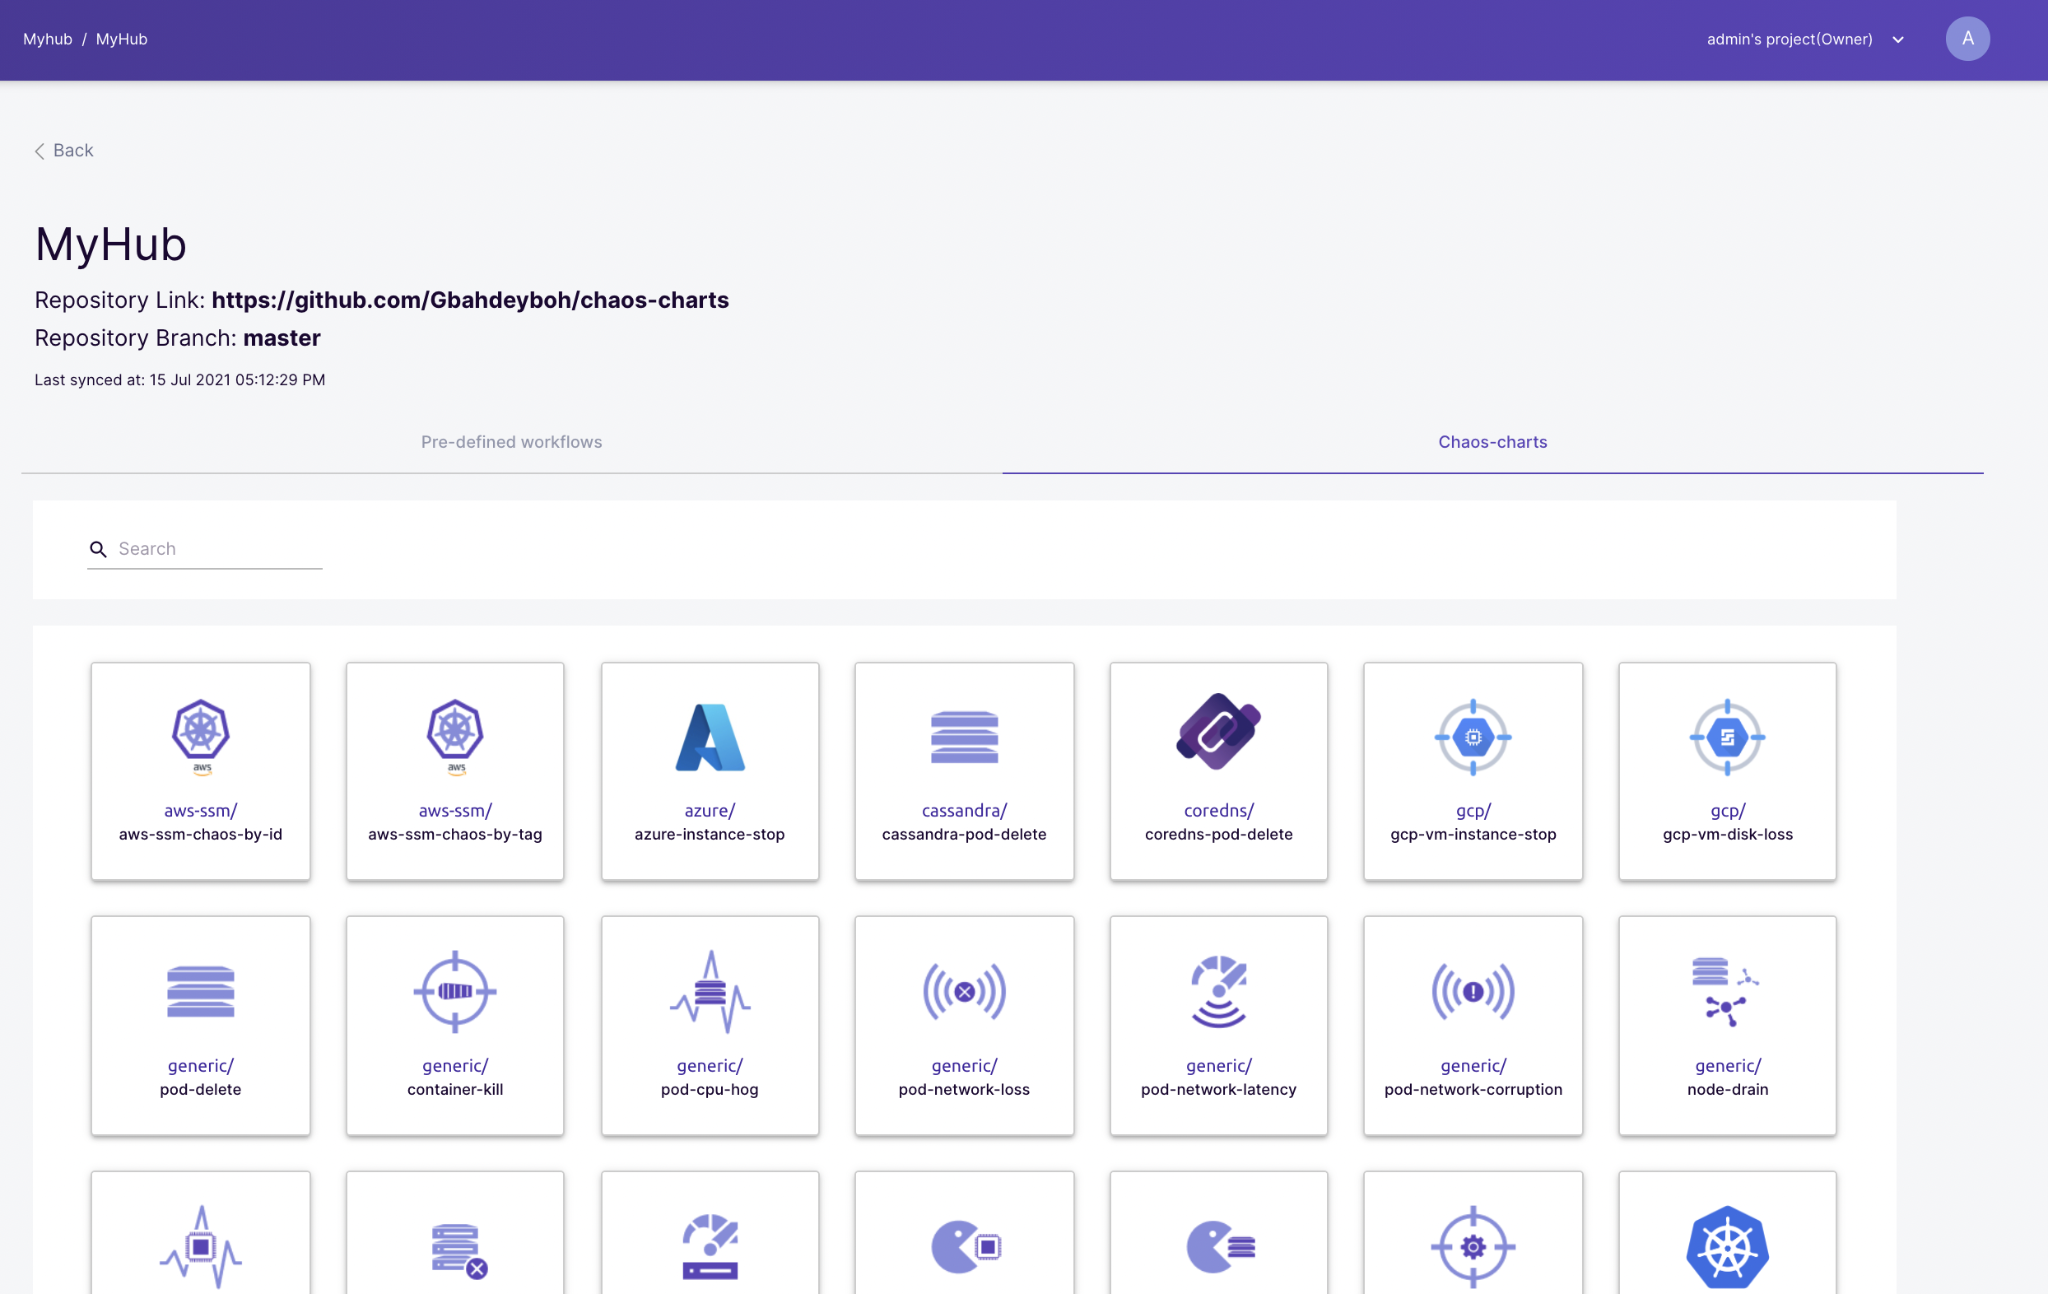 Myhub / MyHub
admin's project(Owner)
A
Back
MyHub
Repository Link: https://github.com/Gbahdeyboh/chaos-charts
Repository Branch: master
Last synced at: 15 Jul 2021 05:12:29 PM
Pre-defined workflows
Chaos-charts
Search
aws
aws-ssm/
aws-ssm-chaos-by-id
aws
aws-ssm/
aws-ssm-chaos-by-tag
azure/
azure-instance-stop
cassandra/
cassandra-pod-delete
coredns/
coredns-pod-delete
gcp/
gcp-vm-instance-stop
gcp/
gcp-vm-disk-loss
generic/
pod-delete
generic/
container-kill
generic/
pod-cpu-hog
generic/
pod-network-loss
generic/
pod-network-latency
generic/
pod-network-corruption
generic/
node-drain